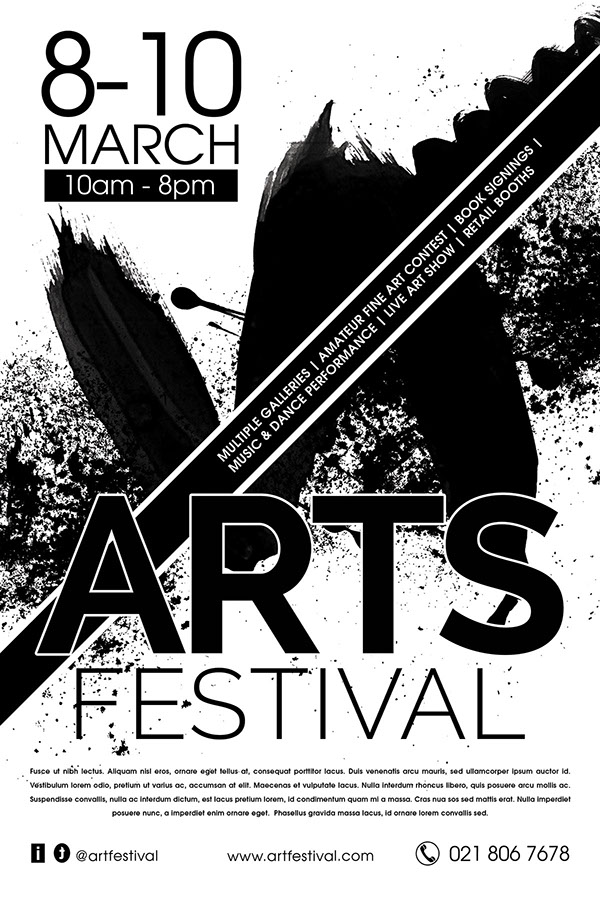 8-10
MARCH
10am - 8pm
MULTIPLE GALLERIES | AMATEUR FINE ART CONTEST | BOOK SIGNINGS |
MUSIC & DANCE PERFORMANCE | LIVE ART SHOW | RETAIL BOOTHS
ARTS
FESTIVAL
Fusce ut nibh lectus. Aliquam nisl eros, ornare eget tellus at, consequat porttitor lacus. Duis venenatis arcu mauris, sed ullamcorper ipsum auctor id.
Vestibulum lorem odio, pretium ut varius ac, accumsan at elit. Maecenas et vulputate lacus. Nulla interdum rhoncus libero, quis posuere arcu mollis ac.
Suspendisse convallis, nulla ac interdum dictum, est lacus pretium lorem, id condimentum quam mi a massa. Cras nua sos sed mattis erat. Nulla imperdiet
posuere nunc, a imperdiet enim ornare eget. Phasellus gravida massa lacus, id ornare lorem convallis sed.
i t @artfestival www.artfestival.com 021 806 7678